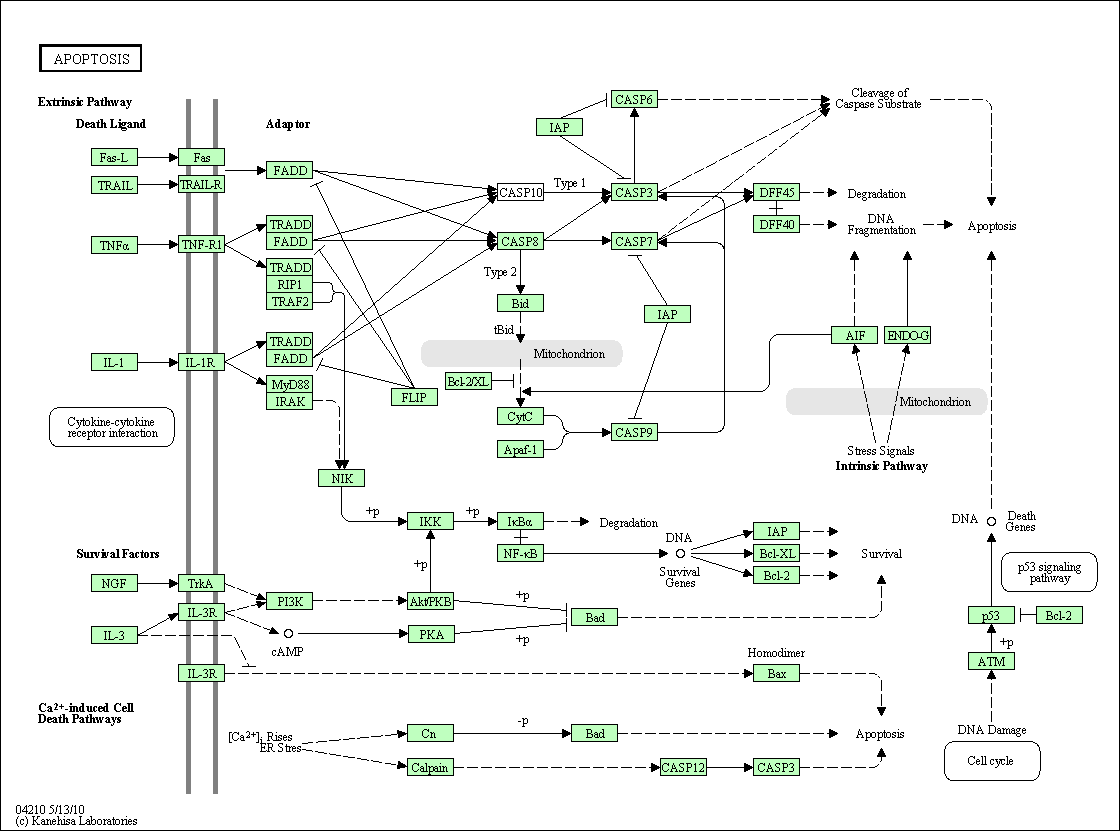 APOPTOSIS
Extrinsic Pathway
Death Ligand
Adaptor
Fas-L
Fas
FADD
TRAIL
TRAIL-R
TNFα
TNF-R1
TRADD
FADD
TRADD
RIP1
TRAF2
IL-1
IL-1R
TRADD
FADD
MyD88
IRAK
FLIP
Cytokine-cytokine
receptor interaction
NIK
CASP6
IAP
CASP10
Type 1
CASP3
CASP8
CASP7
Type 2
Bid
tBid
Mitochondrion
Bcl-2/XL
CytC
Apaf-1
CASP9
IAP
DFF45
DFF40
Cleavage of
Caspase Substrate
Degradation
DNA
Fragmentation
Apoptosis
AIF
ENDO-G
Mitochondrion
Stress Signals
Intrinsic Pathway
+p
IKK
+p
IκBα
Degradation
NF-κB
DNA
Survival
Genes
IAP
Bcl-XL
Bcl-2
Survival
DNA
Death
Genes
p53 signaling
pathway
Survival Factors
NGF
TrkA
IL-3R
IL-3
PI3K
cAMP
+p
Akt/PKB
PKA
+p
+p
Bad
IL-3R
Homodimer
Bax
p53
Bcl-2
+p
ATM
DNA Damage
Cell cycle
Ca2+-induced Cell
Death Pathways
[Ca2+]i Rises
ER Stres
Cn
-p
Bad
Apoptosis
Calpain
CASP12
CASP3
04210 5/13/10
(c) Kanehisa Laboratories